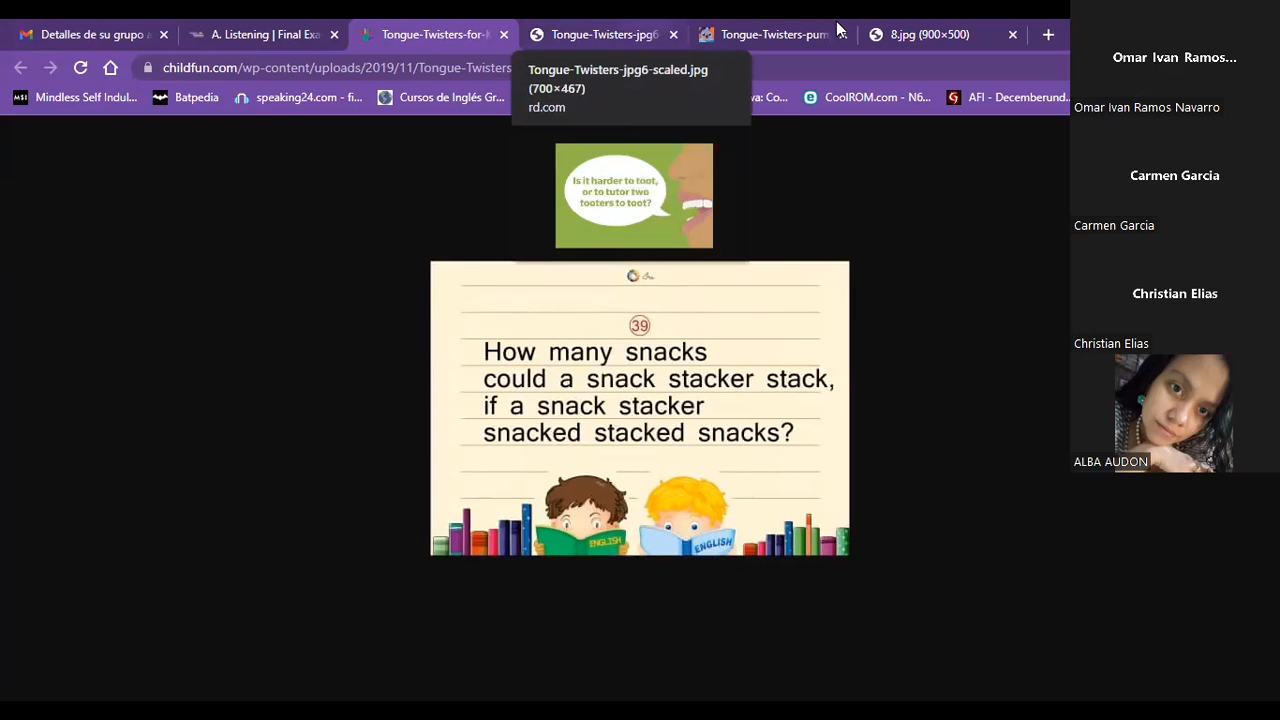 Detalles de su grupo a
A. Listening | Final Exa
Tongue-Twisters-for-K
Tongue-Twisters-jpg6
Tongue-Twisters-pum
8.jpg (900×500)
childfun.com/wp-content/uploads/2019/11/Tongue-Twisters
Tongue-Twisters-jpg6-scaled.jpg
(700×467)
rd.com
MSI Mindless Self Indul...
Batpedia
speaking24.com - fi...
Cursos de Inglés Gr...
va: Co...
CoolROM.com - N6...
AFI - Decemberund...
Is it harder to toot,
or to tutor two
tooters to toot?
39
How many snacks
could a snack stacker stack,
if a snack stacker
snacked stacked snacks?
ENGLISH
ENGLISH
Omar Ivan Ramos...
Omar Ivan Ramos Navarro
Carmen Garcia
Carmen Garcia
Christian Elias
Christian Elias
ALBA AUDON